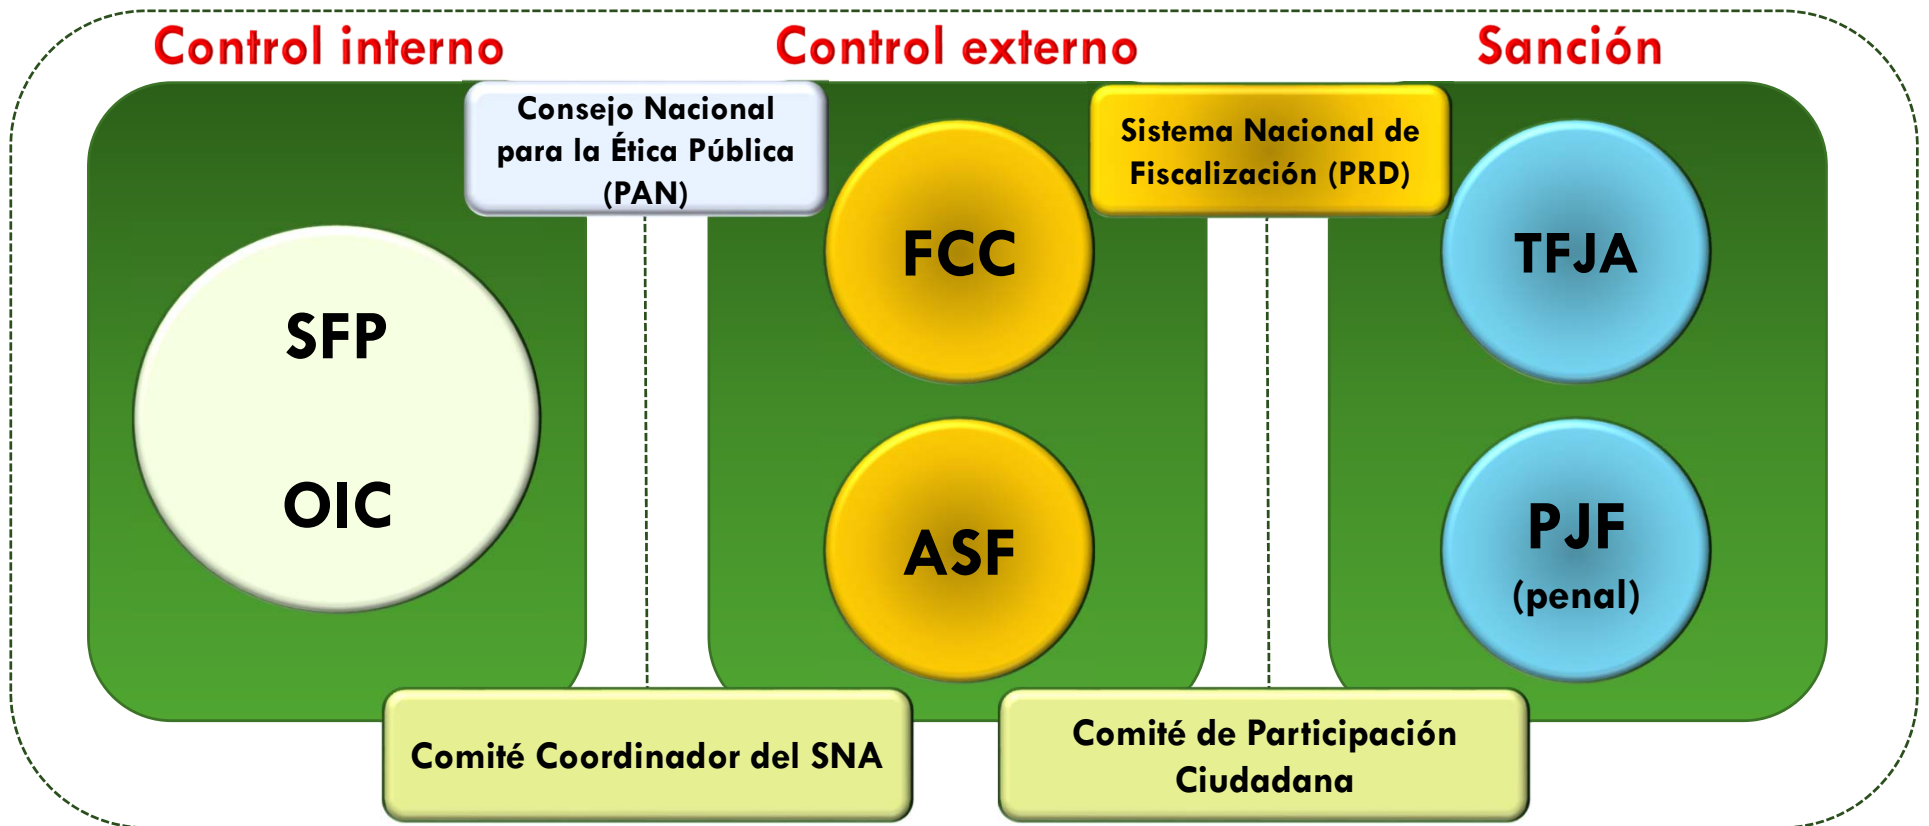 Control interno
Control externo
Sanción
Consejo Nacional
para la Ética Pública
(PAN)
Sistema Nacional de
Fiscalización (PRD)
SFP
OIC
FCC
ASF
TFJA
PJF
(penal)
Comité Coordinador del SNA
Comité de Participación
Ciudadana